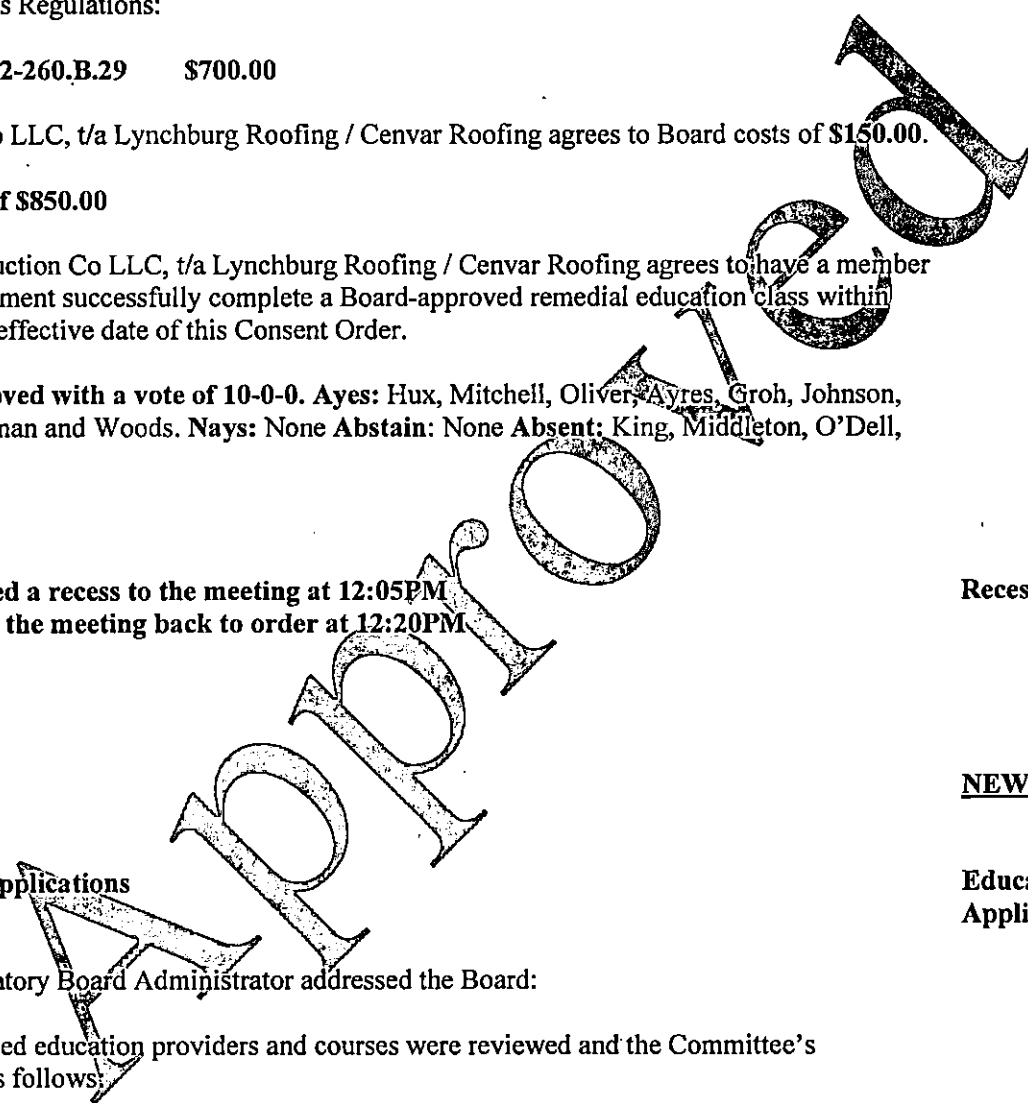 s Regulations:
2-260.B.29 $700.00
o LLC, t/a Lynchburg Roofing / Cenvar Roofing agrees to Board costs of $150.00.
f $850.00
uction Co LLC, t/a Lynchburg Roofing / Cenvar Roofing agrees to have a member
ment successfully complete a Board-approved remedial education class within
effective date of this Consent Order.
ved with a vote of 10-0-0. Ayes: Hux, Mitchell, Oliver, Ayres, Groh, Johnson,
man and Woods. Nays: None Abstain: None Absent: King, Middleton, O'Dell,
ed a recess to the meeting at 12:05PM
Reces
the meeting back to order at 12:20PM
NEW
pplications
Educa
Appli
atory Board Administrator addressed the Board:
ed education providers and courses were reviewed and the Committee's
s follows:
Approved